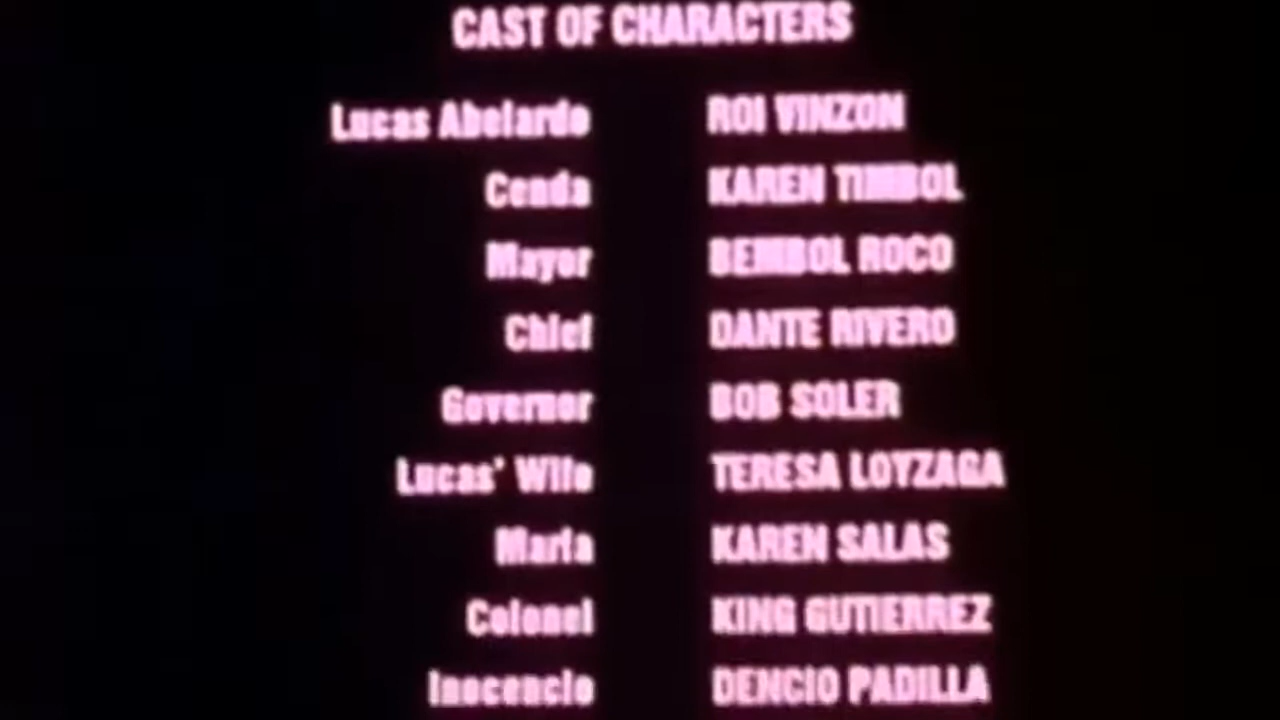 CAST OF CHARACTERS
Lucas Abelardo ROI VINZON
Cenda KAREN TIMBOL
Mayor BEMBOL ROCO
Chief DANTE RIVERO
Governor BOB SOLER
Lucas' Wife TERESA LOYZAGA
Maria KAREN SALAS
Colonel KING GUTIERREZ
Inocencio DENCIO PADILLA